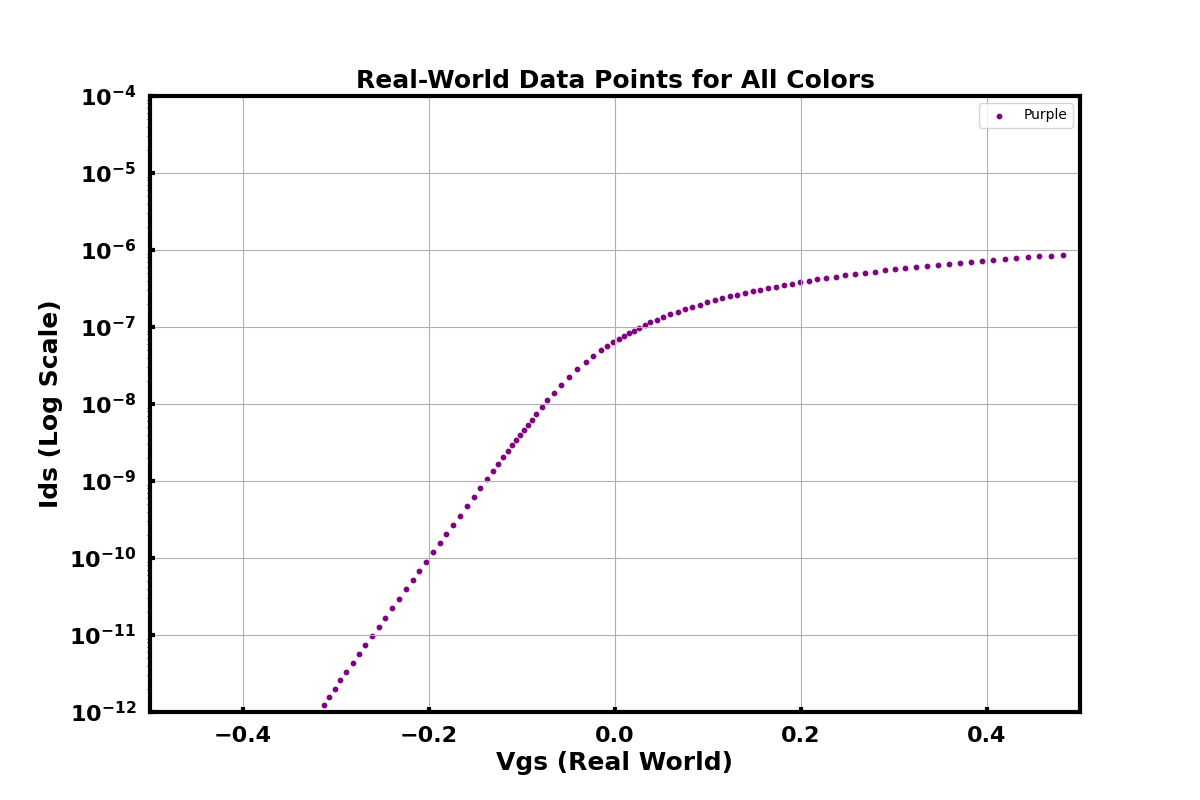 Real-World Data Points for All Colors
Purple
10⁻⁴
10⁻⁵
10⁻⁶
10⁻⁷
10⁻⁸
10⁻⁹
10⁻¹⁰
10⁻¹¹
10⁻¹²
Ids (Log Scale)
−0.4 −0.2 0.0 0.2 0.4
Vgs (Real World)